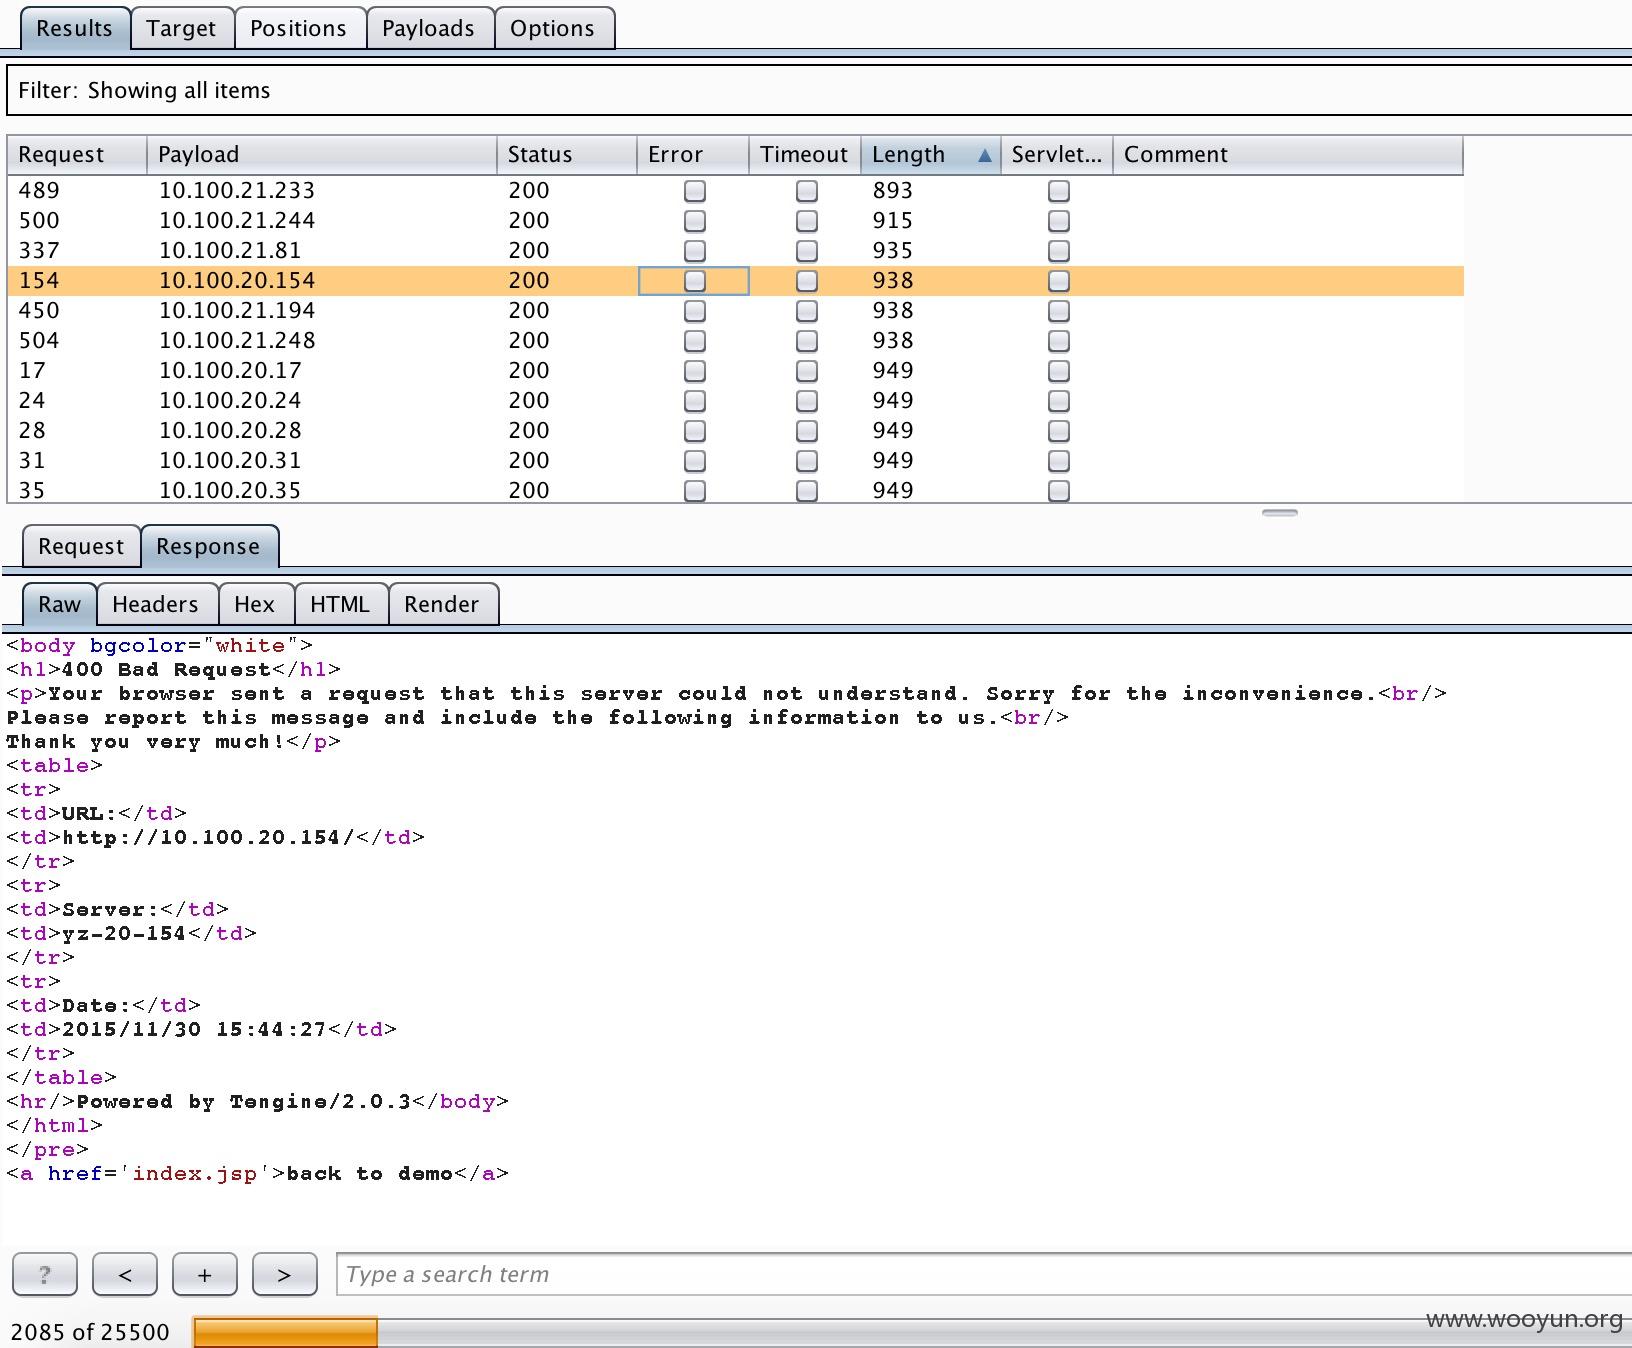 Results Target Positions Payloads Options
Filter: Showing all items
Request Payload Status Error Timeout Length ▲ Servlet... Comment
489 10.100.21.233 200 893
500 10.100.21.244 200 915
337 10.100.21.81 200 935
154 10.100.20.154 200 938
450 10.100.21.194 200 938
504 10.100.21.248 200 938
17 10.100.20.17 200 949
24 10.100.20.24 200 949
28 10.100.20.28 200 949
31 10.100.20.31 200 949
35 10.100.20.35 200 949
Request Response
Raw Headers Hex HTML Render
<body bgcolor="white">
<h1>400 Bad Request</h1>
<p>Your browser sent a request that this server could not understand. Sorry for the inconvenience.<br/>
Please report this message and include the following information to us.<br/>
Thank you very much!</p>
<table>
<tr>
<td>URL:</td>
<td>http://10.100.20.154/</td>
</tr>
<tr>
<td>Server:</td>
<td>yz-20-154</td>
</tr>
<tr>
<td>Date:</td>
<td>2015/11/30 15:44:27</td>
</tr>
</table>
<hr/>Powered by Tengine/2.0.3</body>
</html>
</pre>
<a href='index.jsp'>back to demo</a>
? < + > Type a search term
2085 of 25500
www.wooyun.org